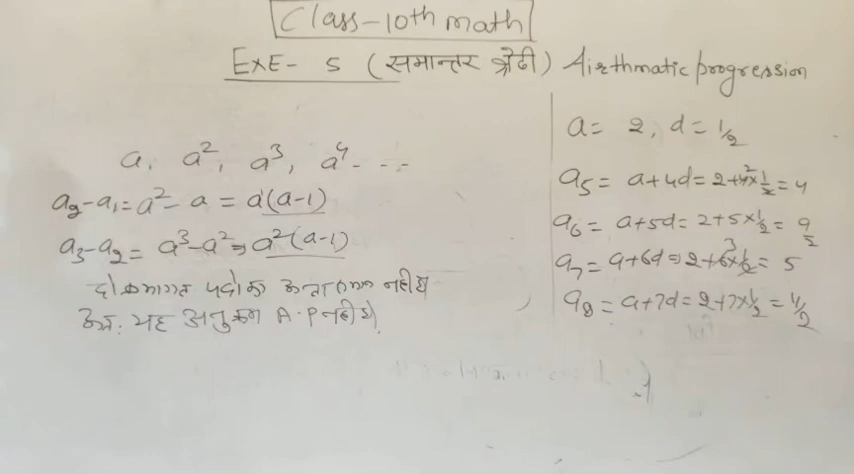 Class-10th math
EXE- 5 (समान्तर श्रेढी) Airthmatic progression
a, a², a³, a⁴- - -
a₂-a₁=a²-a = a(a-1)
a₃-a₂= a³-a²= a²(a-1)
दो क्रमागत पदो का अन्तर नही है
अतः यह अनुक्रम A.P नही है
a= 2, d= 1/2
a₅= a+4d= 2+4×1/2= 4
a₆= a+5d= 2+5×1/2= 9/2
a₇= a+6d= 2+6×1/2= 5
a₈= a+7d= 2+7×1/2= 11/2